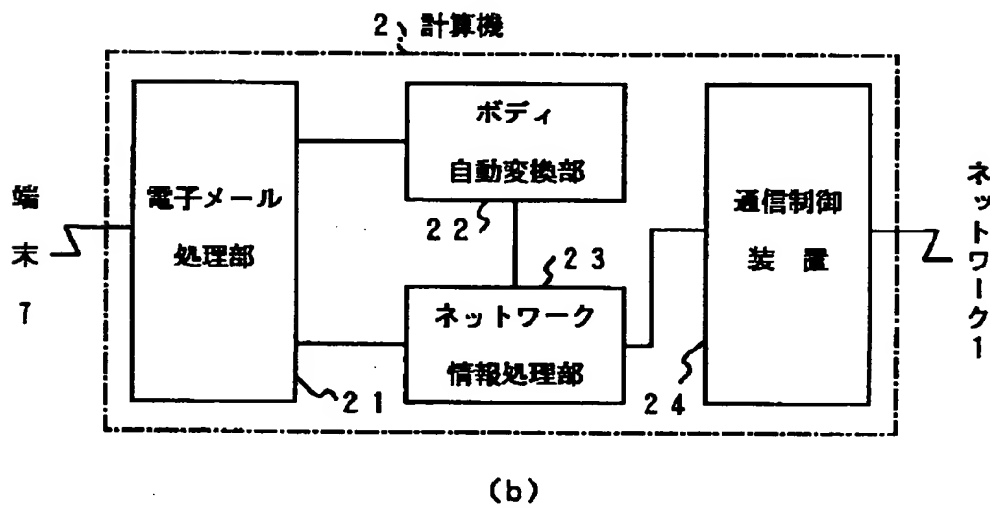 2 計算機
端末7
電子メール
処理部
21
ボディ
自動変換部
22
23
ネットワーク
情報処理部
通信制御
装 置
24
ネットワーク1
(b)